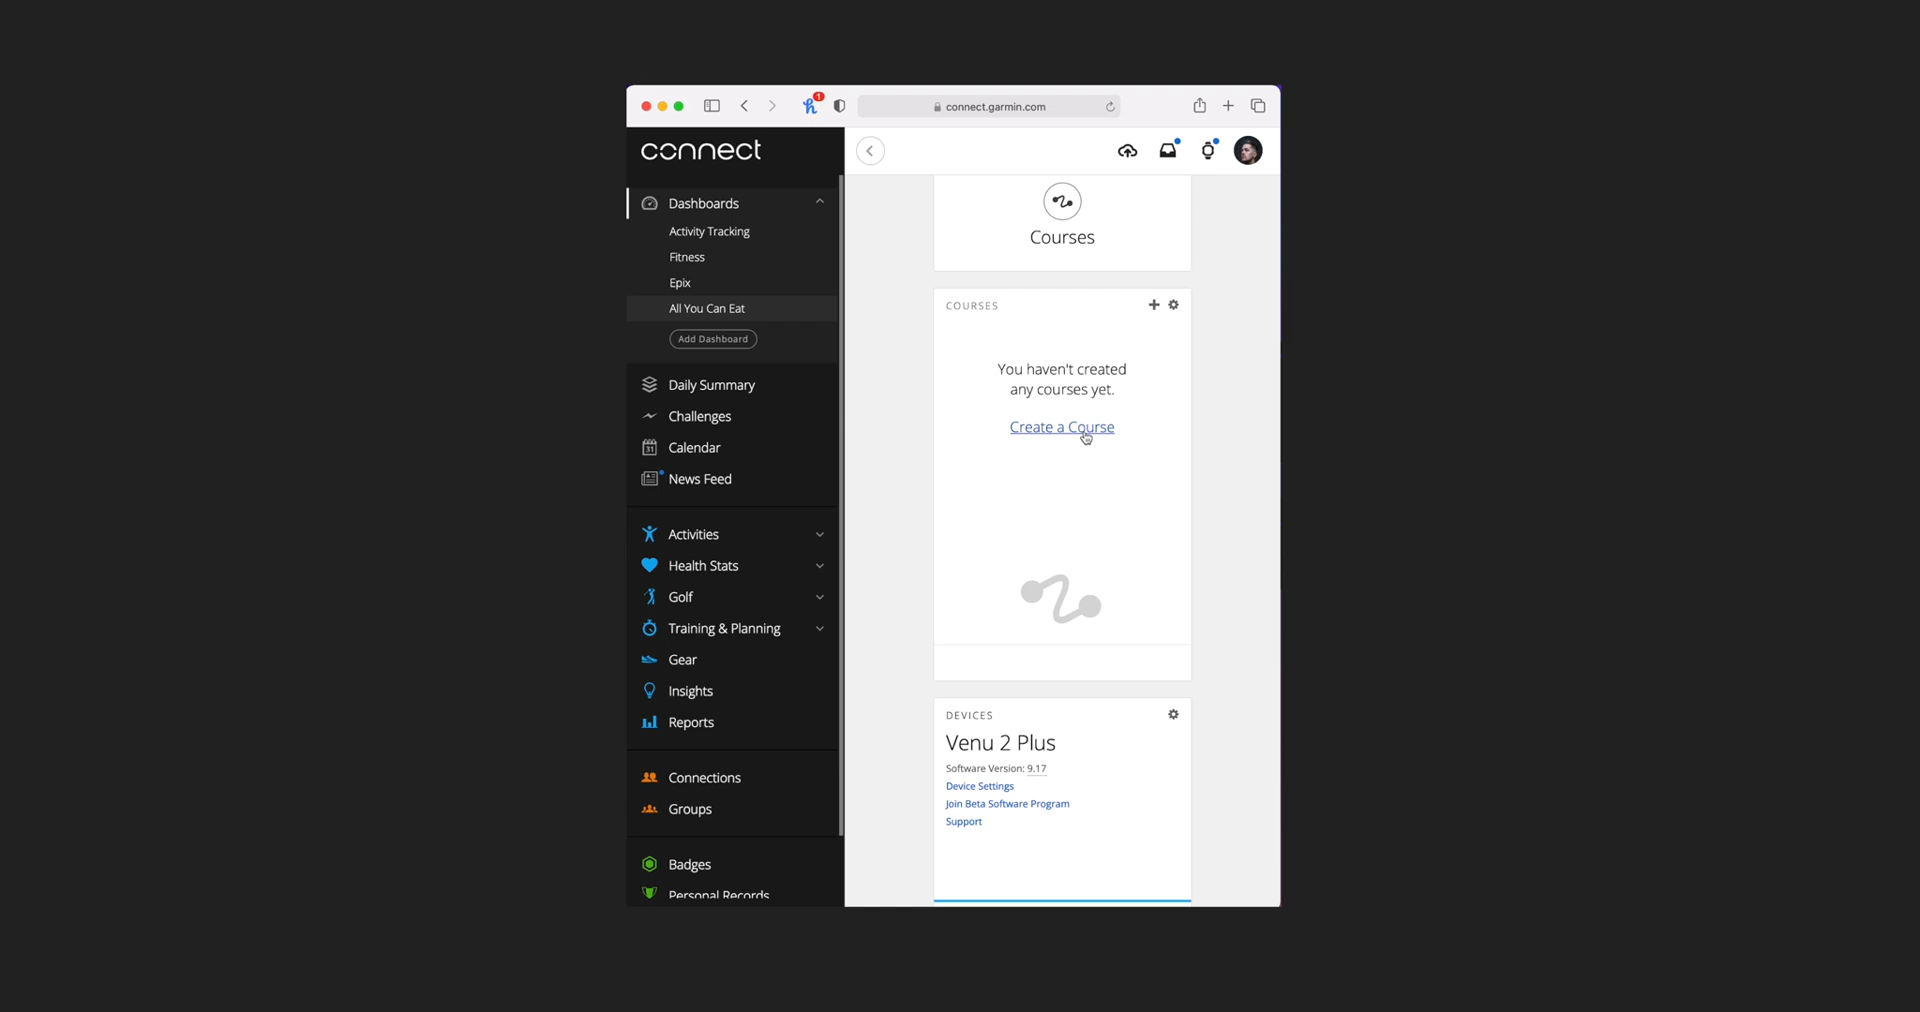 1
connect.garmin.com
connect
Dashboards
Activity Tracking
Fitness
Epix
All You Can Eat
Add Dashboard
Daily Summary
Challenges
31
Calendar
News Feed
Activities
Health Stats
Golf
Training & Planning
Gear
Insights
Reports
Connections
Groups
Badges
Personal Records
Courses
COURSES
You haven't created
any courses yet.
Create a Course
DEVICES
Venu 2 Plus
Software Version: 9.17
Device Settings
Join Beta Software Program
Support